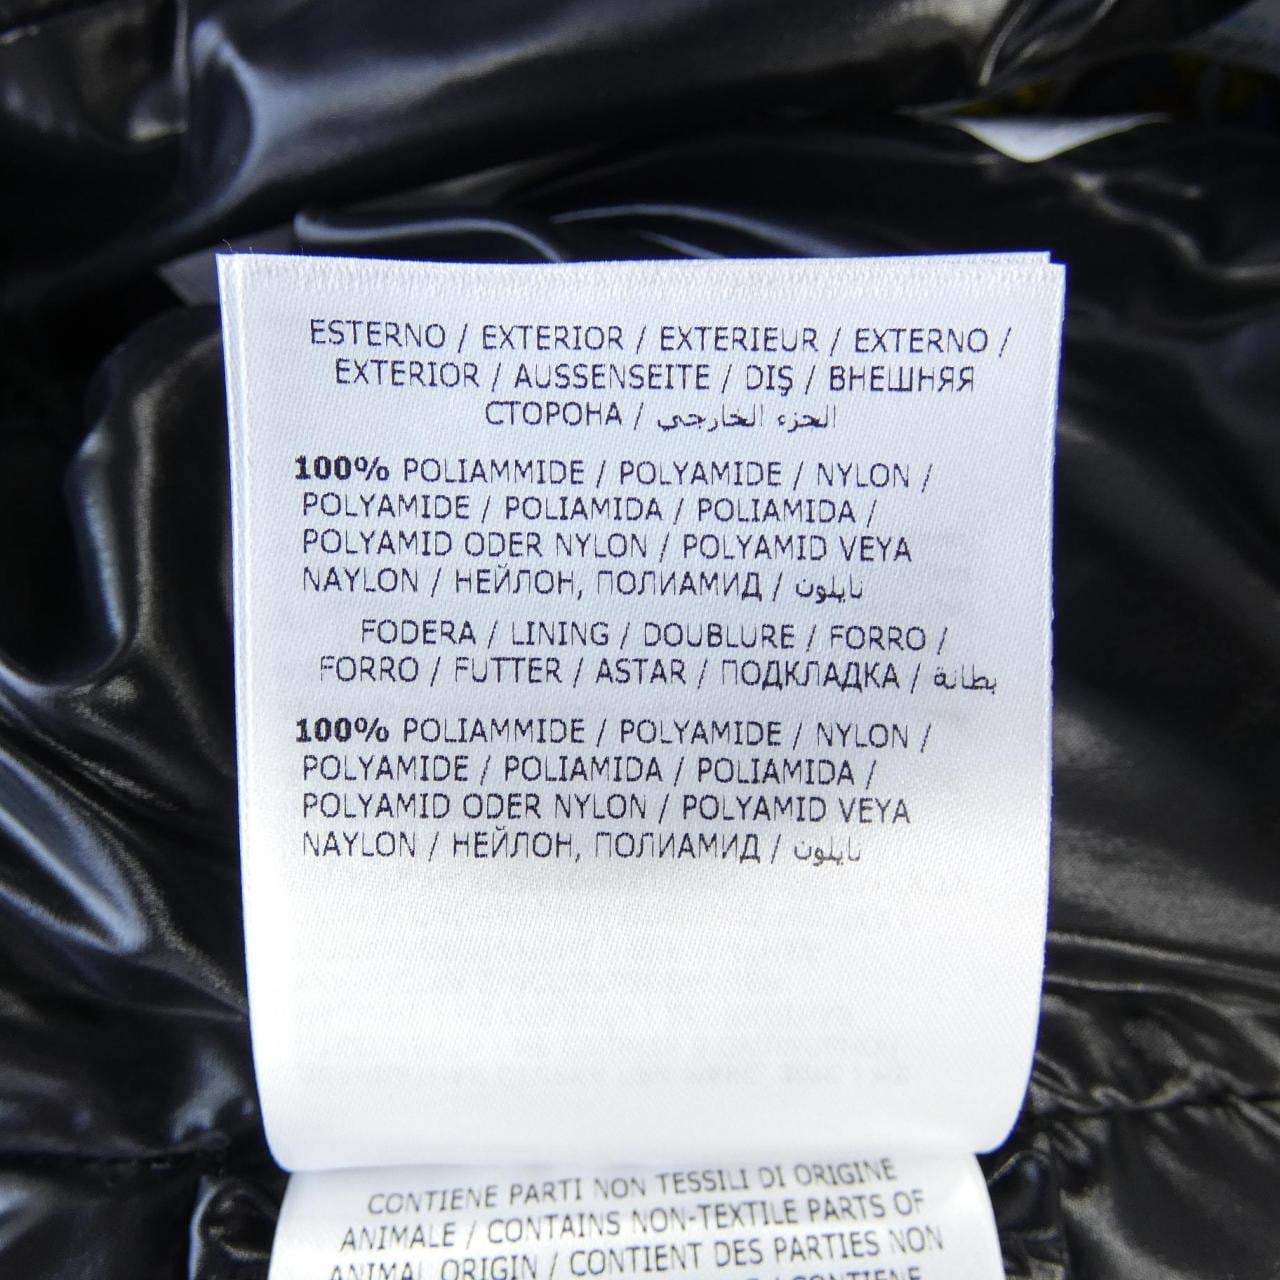 ESTERNO / EXTERIOR / EXTERIEUR / EXTERNO /
EXTERIOR / AUSSENSEITE / DIŞ / ВНЕШНЯЯ
СТОРОНА / الجزء الخارجي
100% POLIAMMIDE / POLYAMIDE / NYLON /
POLYAMIDE / POLIAMIDA / POLIAMIDA /
POLYAMID ODER NYLON / POLYAMID VEYA
NAYLON / НЕЙЛОН, ПОЛИАМИД / نايلون
FODERA / LINING / DOUBLURE / FORRO /
FORRO / FUTTER / ASTAR / ПОДКЛАДКА / بطانة
100% POLIAMMIDE / POLYAMIDE / NYLON /
POLYAMIDE / POLIAMIDA / POLIAMIDA /
POLYAMID ODER NYLON / POLYAMID VEYA
NAYLON / НЕЙЛОН, ПОЛИАМИД / نايلون
CONTIENE PARTI NON TESSILI DI ORIGINE
ANIMALE / CONTAINS NON-TEXTILE PARTS OF
ANIMAL ORIGIN / CONTIENT DES PARTIES NON
/ CONTIENE